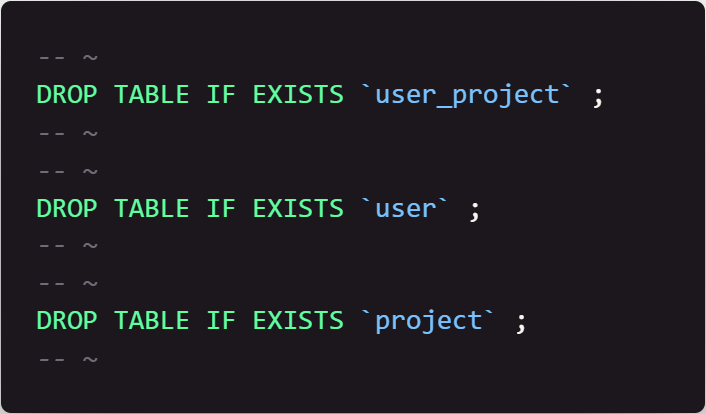 -- ~
DROP TABLE IF EXISTS `user_project` ;
-- ~
-- ~
DROP TABLE IF EXISTS `user` ;
-- ~
-- ~
DROP TABLE IF EXISTS `project` ;
-- ~